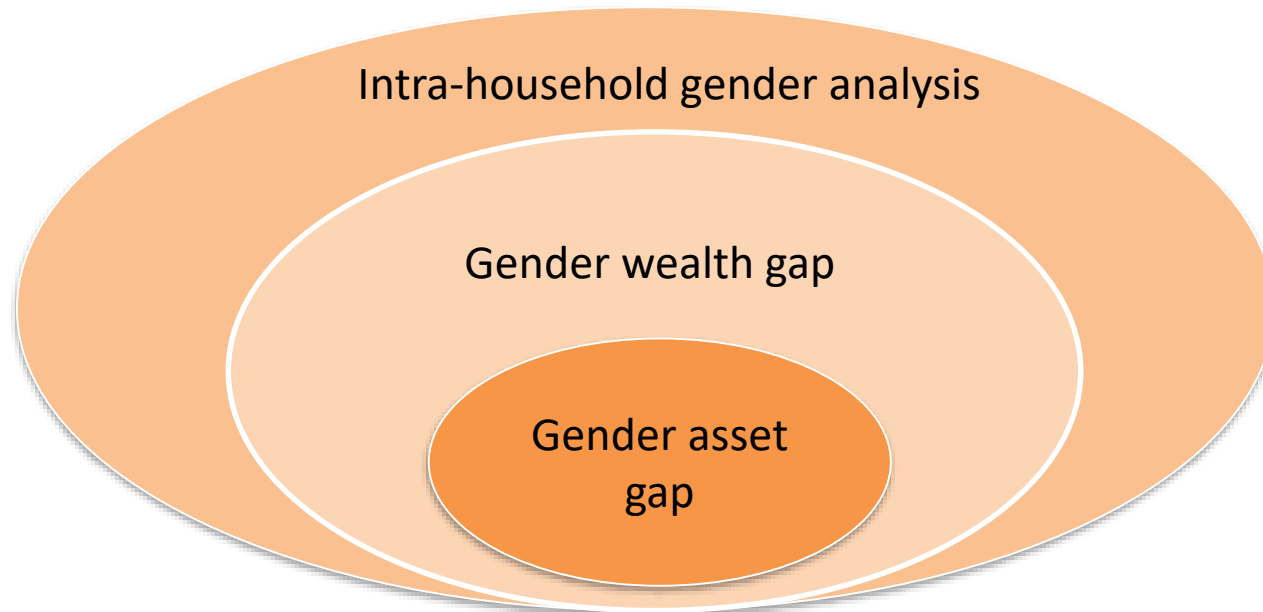 Intra-household gender analysis
Gender wealth gap
Gender asset
gap